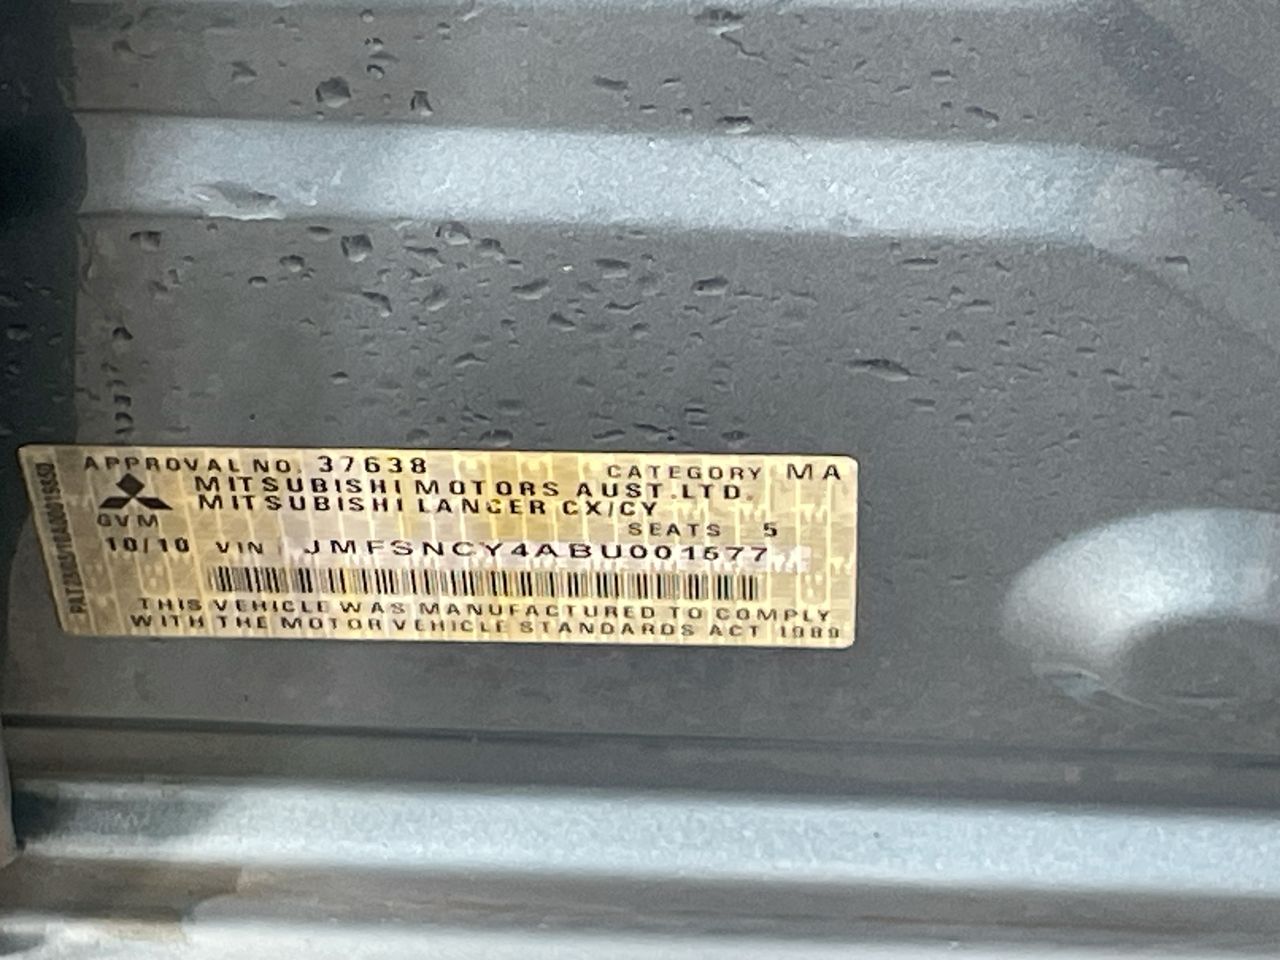 APPROVAL NO. 37638 CATEGORY MA
MITSUBISHI MOTORS AUST.LTD.
MITSUBISHI LANCER CX/CY
GVM SEATS 5
10/10 VIN JMFSNCY4ABU001577
THIS VEHICLE WAS MANUFACTURED TO COMPLY
WITH THE MOTOR VEHICLE STANDARDS ACT 1989